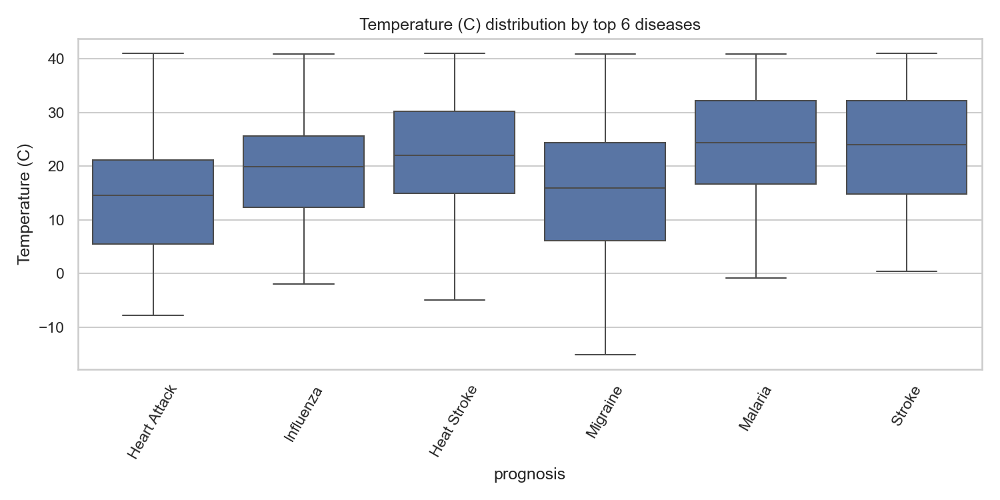 Temperature (C) distribution by top 6 diseases
Temperature (C)
40
30
20
10
0
−10
Heart Attack
Influenza
Heat Stroke
Migraine
Malaria
Stroke
prognosis